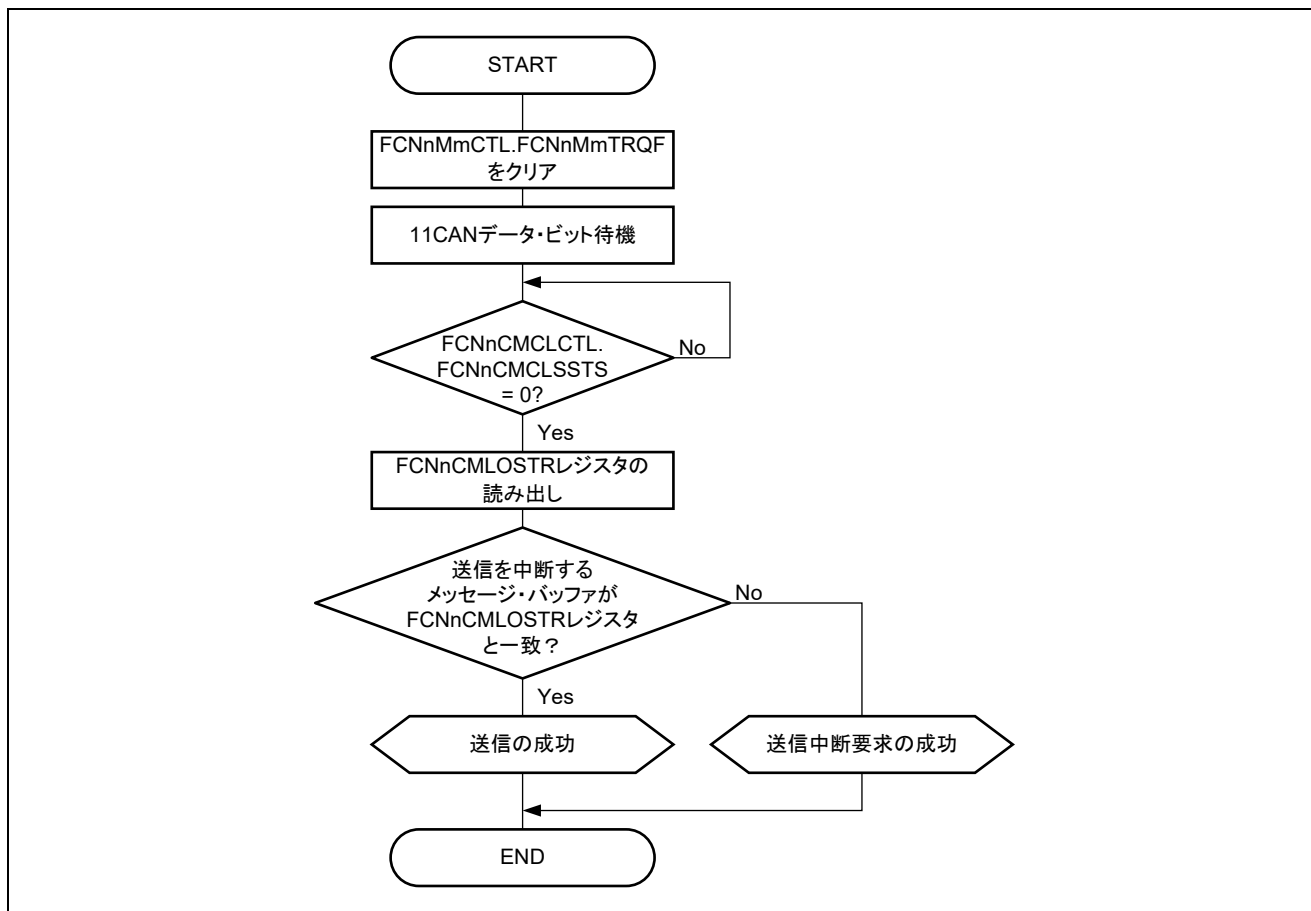 START
FCNnMmCTL.FCNnMmTRQF
をクリア
11CANデータ・ビット待機
FCNnCMCLCTL.
FCNnCMCLSSTS
= 0?
No
Yes
FCNnCMLOSTRレジスタの
読み出し
送信を中断する
メッセージ・バッファが
FCNnCMLOSTRレジスタ
と一致？
No
Yes
送信の成功
送信中断要求の成功
END